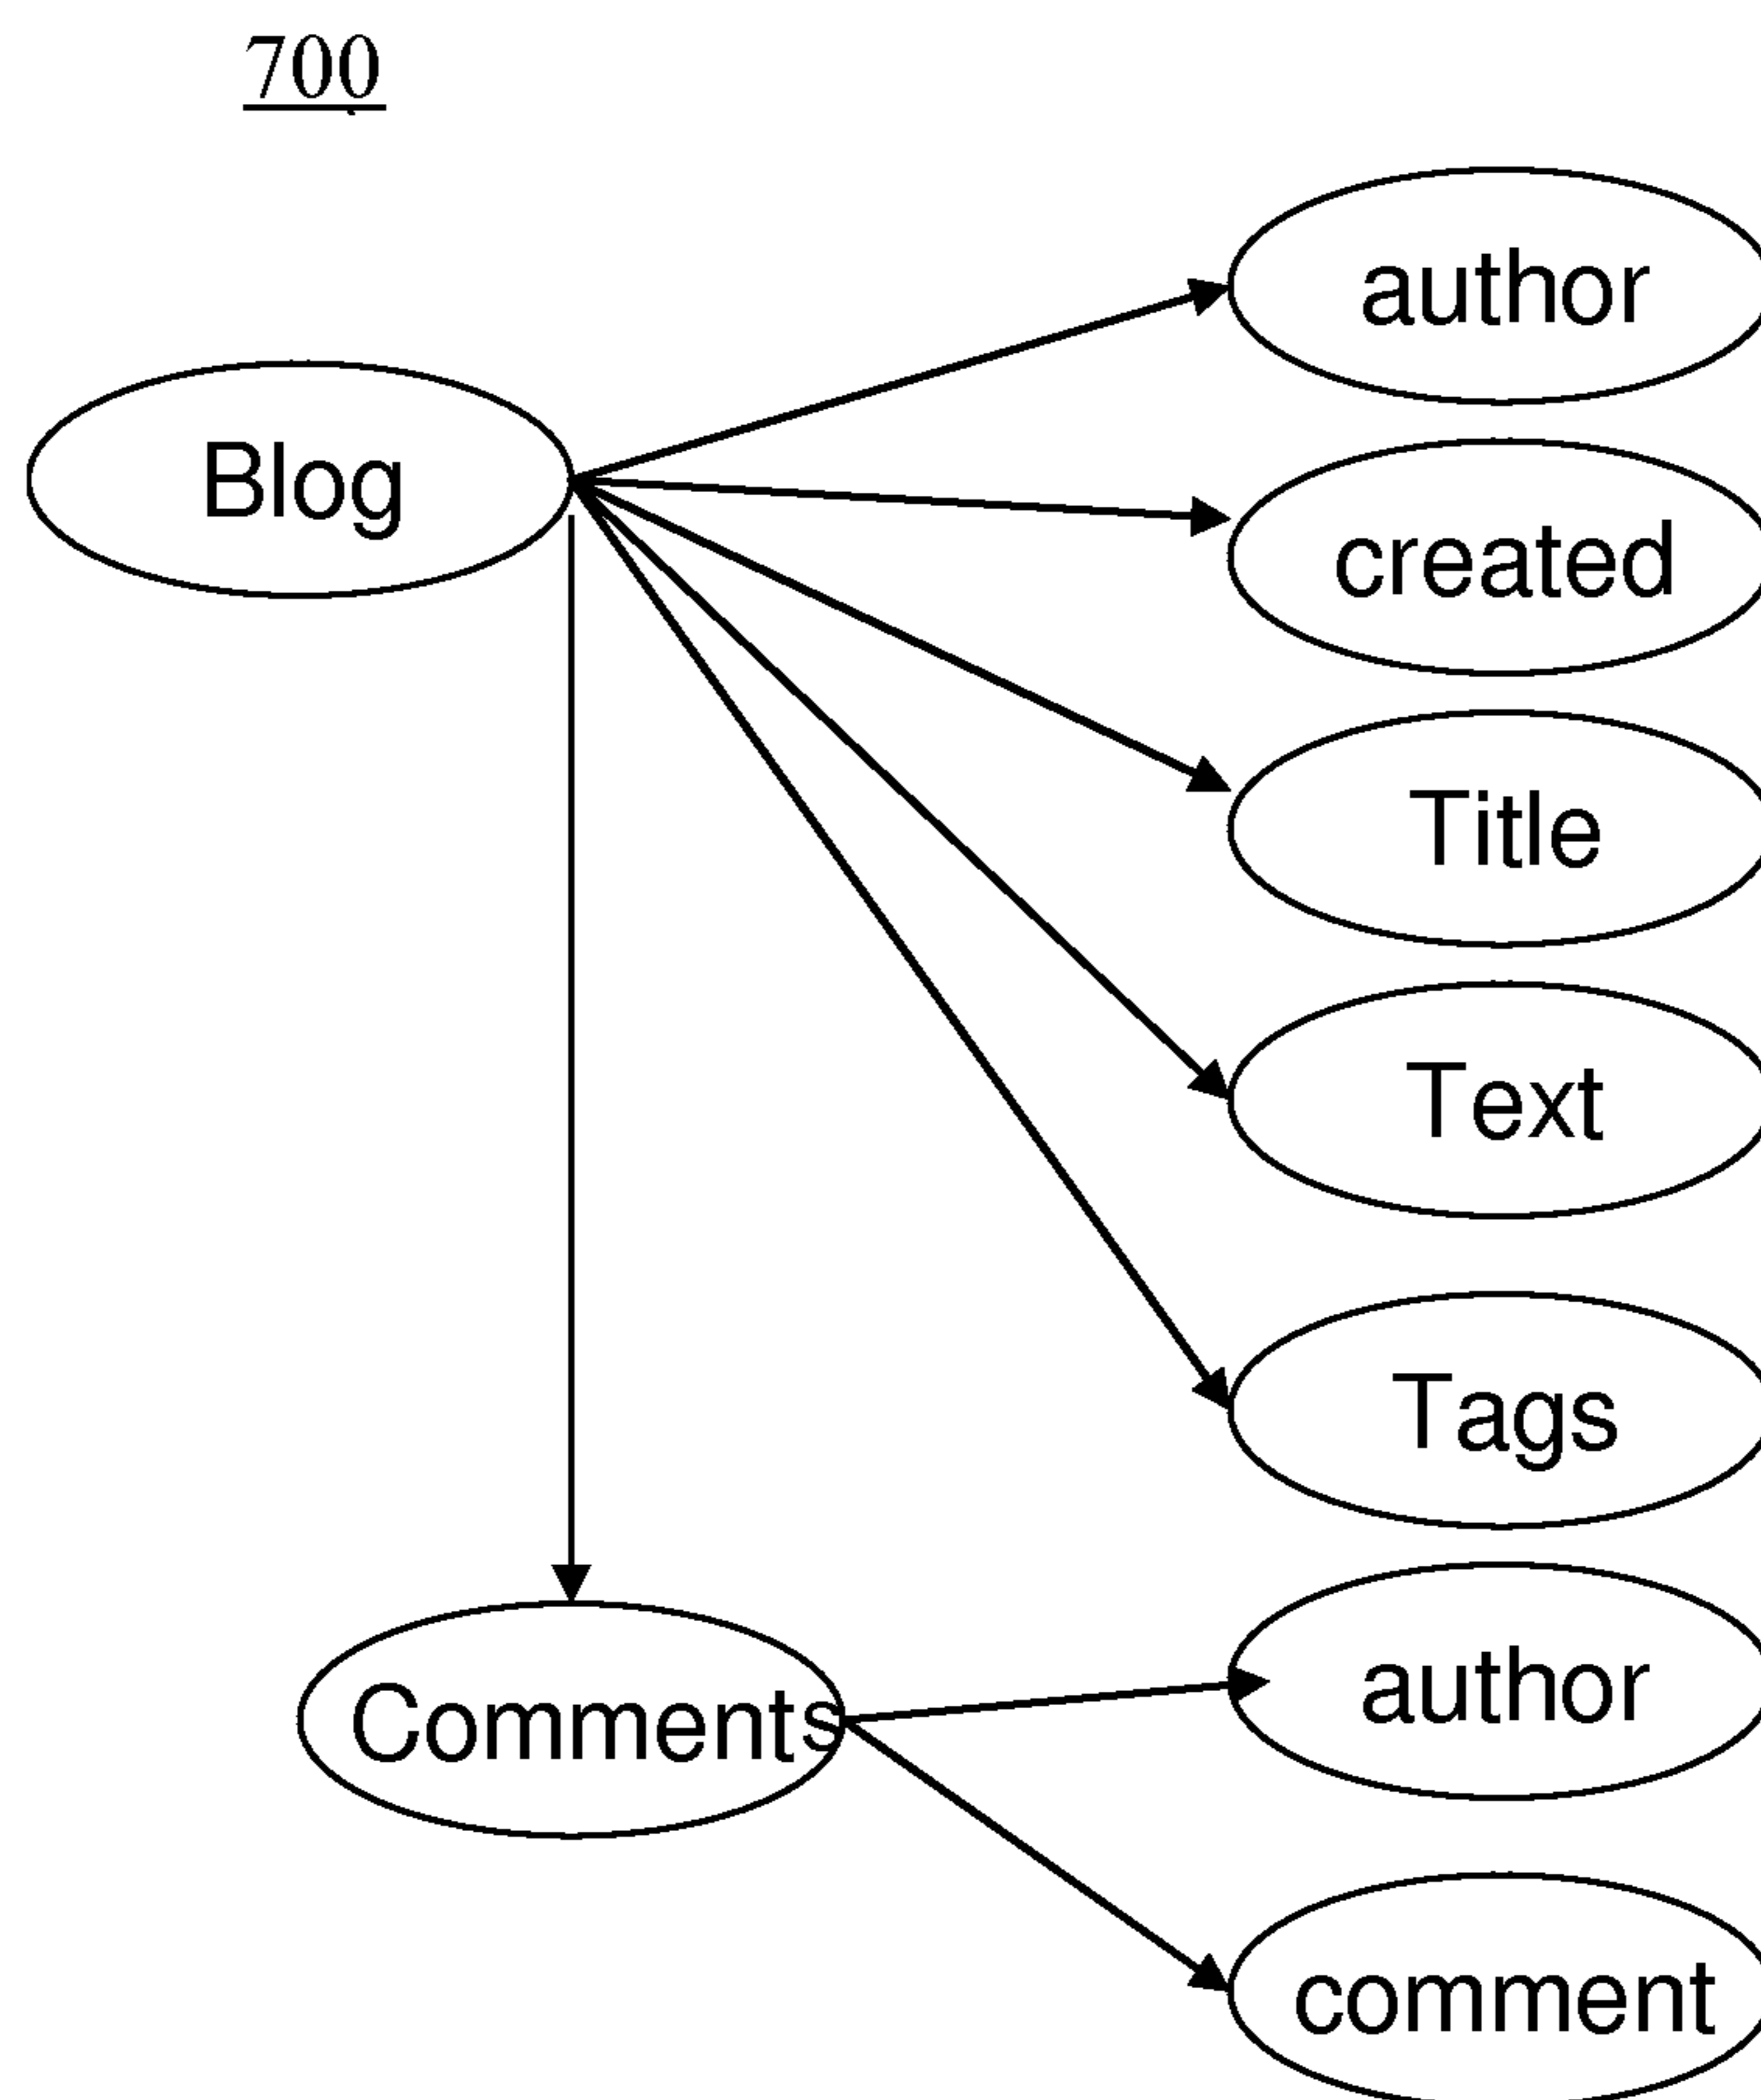 700
author
Blog
created
Title
Text
Tags
author
Comments
comment